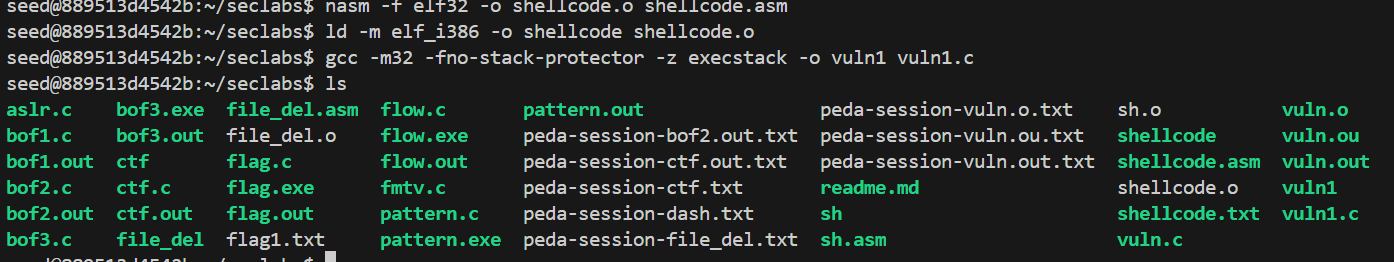 seed@889513d4542b:~/seclabs$ nasm -f elf32 -o shellcode.o shellcode.asm
seed@889513d4542b:~/seclabs$ ld -m elf_i386 -o shellcode shellcode.o
seed@889513d4542b:~/seclabs$ gcc -m32 -fno-stack-protector -z execstack -o vuln1 vuln1.c
seed@889513d4542b:~/seclabs$ ls
aslr.c bof3.exe file_del.asm flow.c pattern.out peda-session-vuln.o.txt sh.o vuln.o
bof1.c bof3.out file_del.o flow.exe peda-session-bof2.out.txt peda-session-vuln.ou.txt shellcode vuln.ou
bof1.out ctf flag.c flow.out peda-session-ctf.out.txt peda-session-vuln.out.txt shellcode.asm vuln.out
bof2.c ctf.c flag.exe fmtv.c peda-session-ctf.txt readme.md shellcode.o vuln1
bof2.out ctf.out flag.out pattern.c peda-session-dash.txt sh shellcode.txt vuln1.c
bof3.c file_del flag1.txt pattern.exe peda-session-file_del.txt sh.asm vuln.c
seed@889513d4542b:~/seclabs$